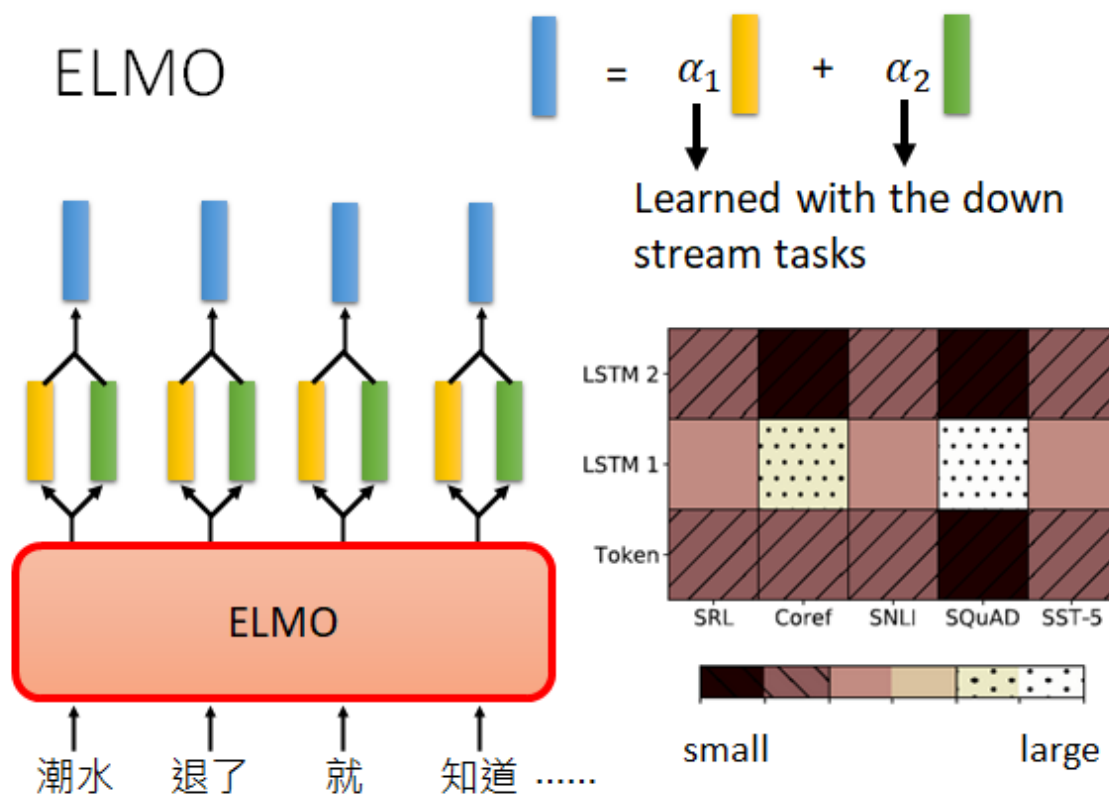 ELMO
= α₁ + α₂
Learned with the down
stream tasks
ELMO
潮水 退了 就 知道 ……
LSTM 2
LSTM 1
Token
SRL Coref SNLI SQuAD SST-5
small large